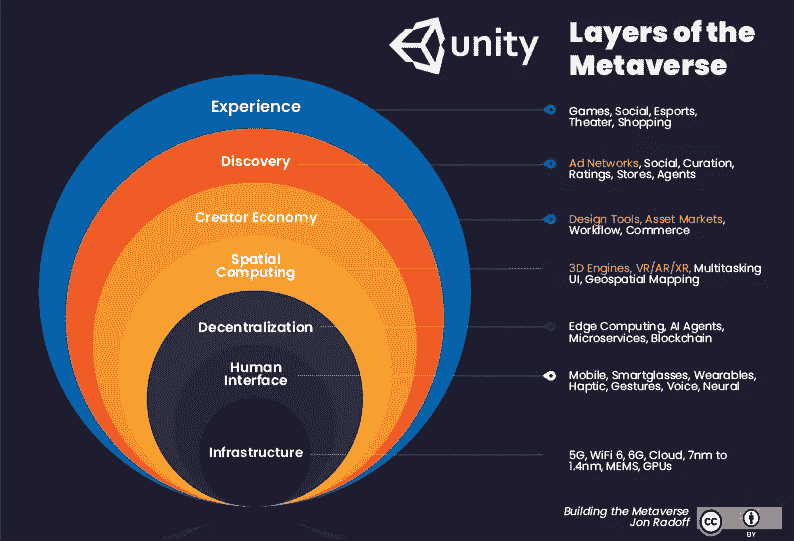 unity
Layers of the
Metaverse
Experience
Games, Social, Esports,
Theater, Shopping
Discovery
Ad Networks, Social, Curation,
Ratings, Stores, Agents
Creator Economy
Design Tools, Asset Markets,
Workflow, Commerce
Spatial
Computing
3D Engines, VR/AR/XR, Multitasking
UI, Geospatial Mapping
Decentralization
Edge Computing, AI Agents,
Microservices, Blockchain
Human
Interface
Mobile, Smartglasses, Wearables,
Haptic, Gestures, Voice, Neural
Infrastructure
5G, WiFi 6, 6G, Cloud, 7nm to
1.4nm, MEMS, GPUs
Building the Metaverse
Jon Radoff
cc
BY